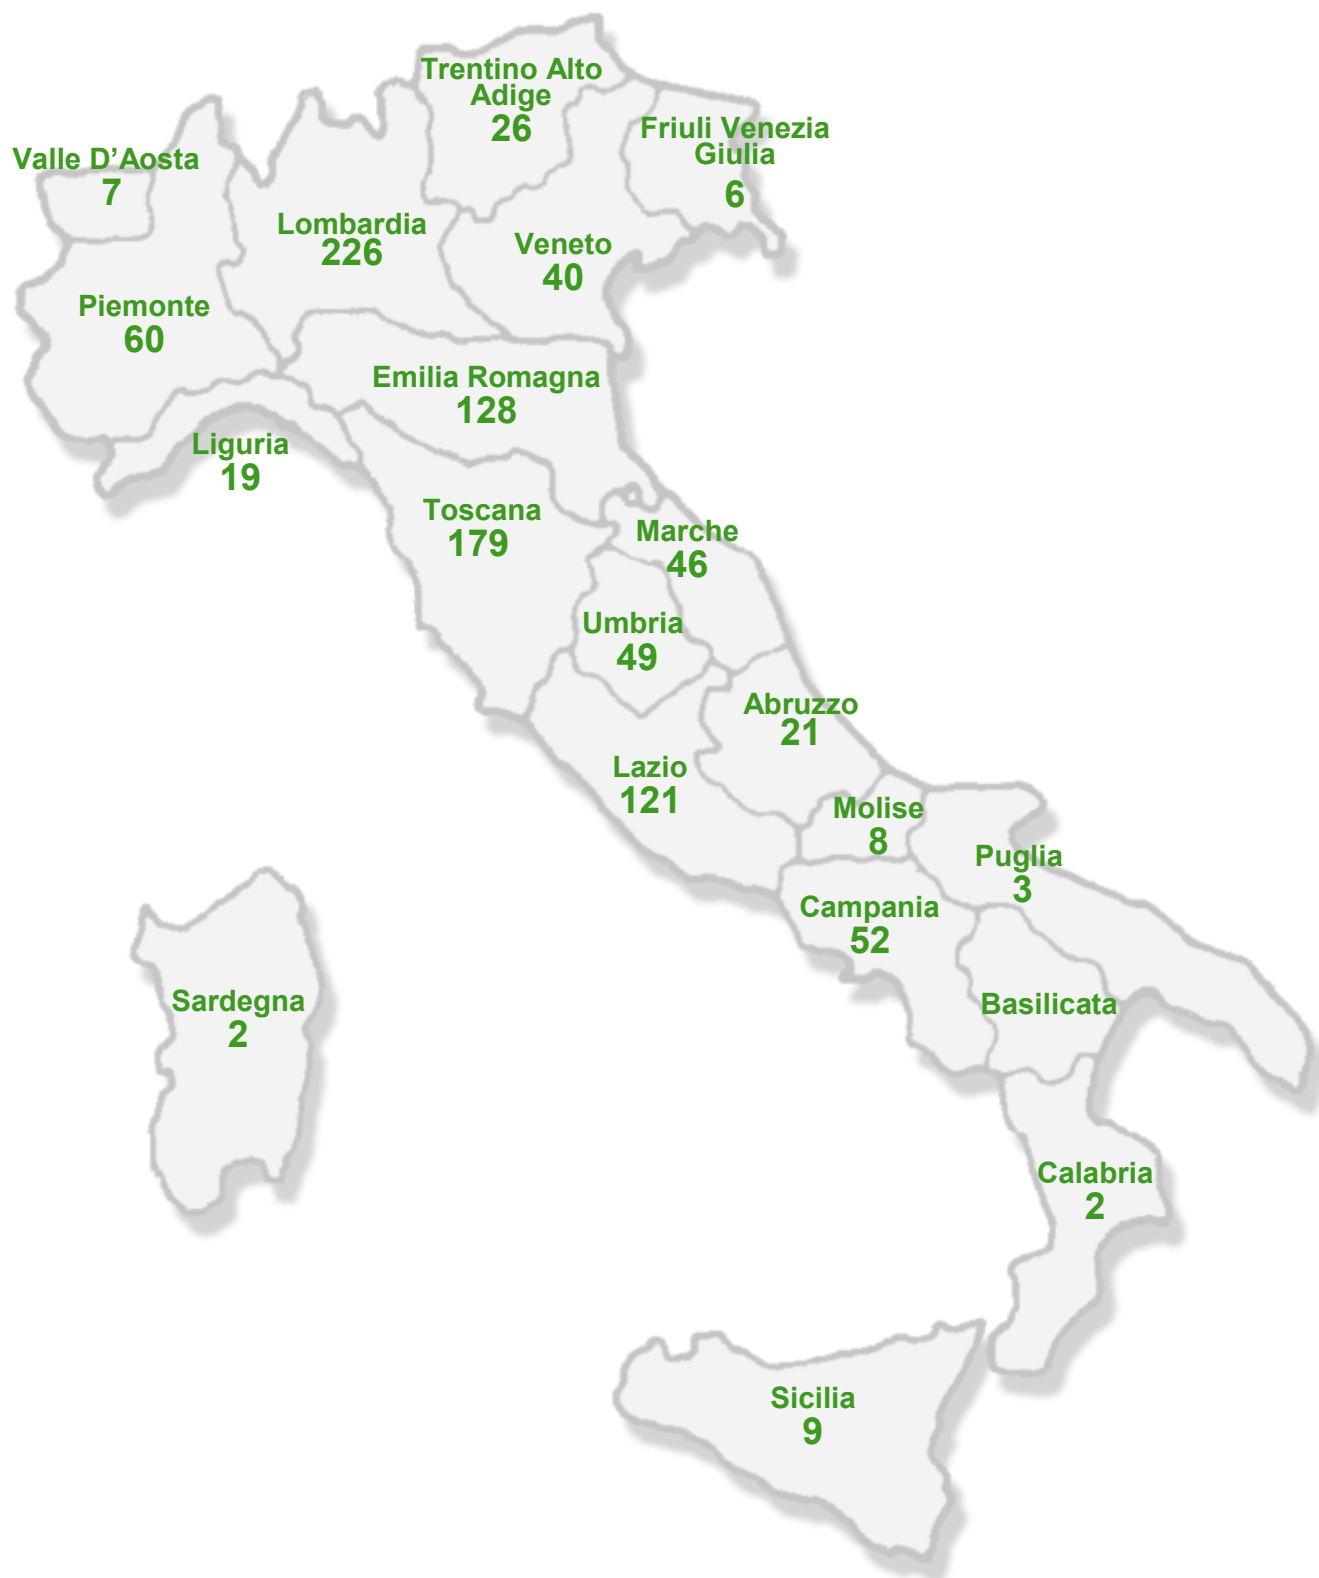 Trentino Alto
Adige
26
Friuli Venezia
Giulia
6
Valle D’Aosta
7
Lombardia
226
Veneto
40
Piemonte
60
Emilia Romagna
128
Liguria
19
Toscana
179
Marche
46
Umbria
49
Abruzzo
21
Lazio
121
Molise
8
Puglia
3
Campania
52
Sardegna
2
Basilicata
Calabria
2
Sicilia
9